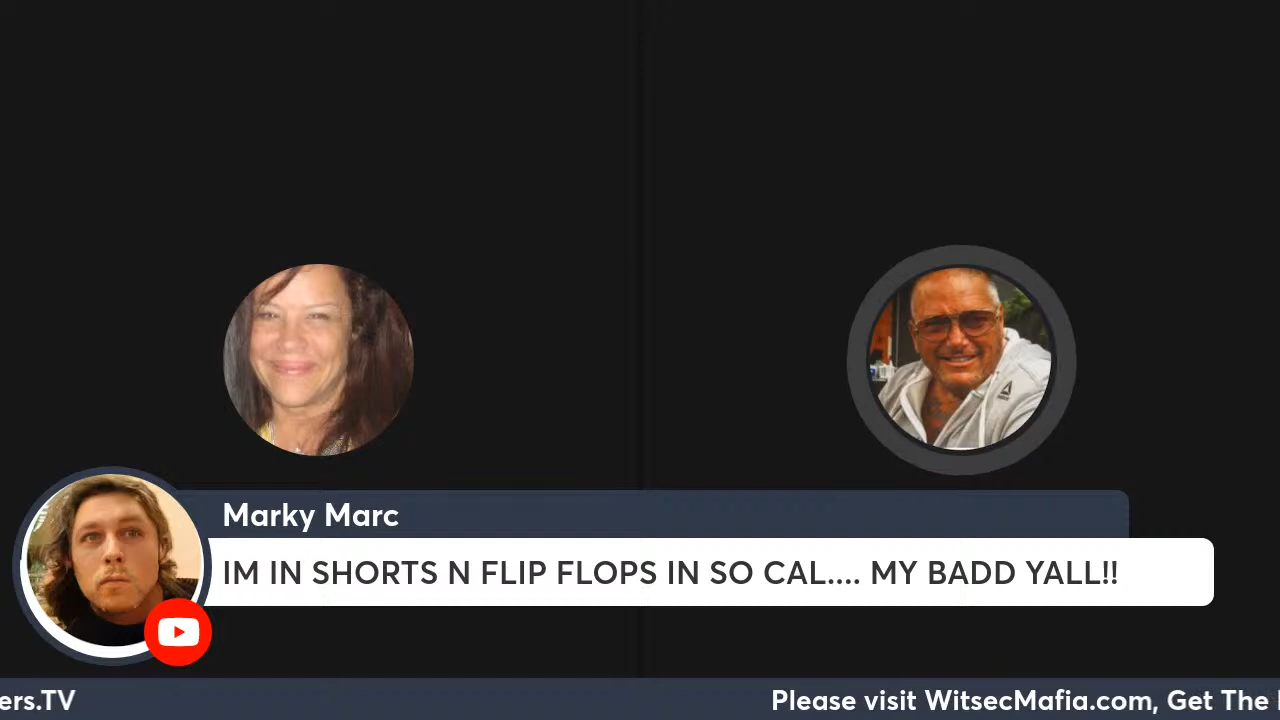 Marky Marc
IM IN SHORTS N FLIP FLOPS IN SO CAL.... MY BADD YALL!!
ers.TV
Please visit WitsecMafia.com, Get The